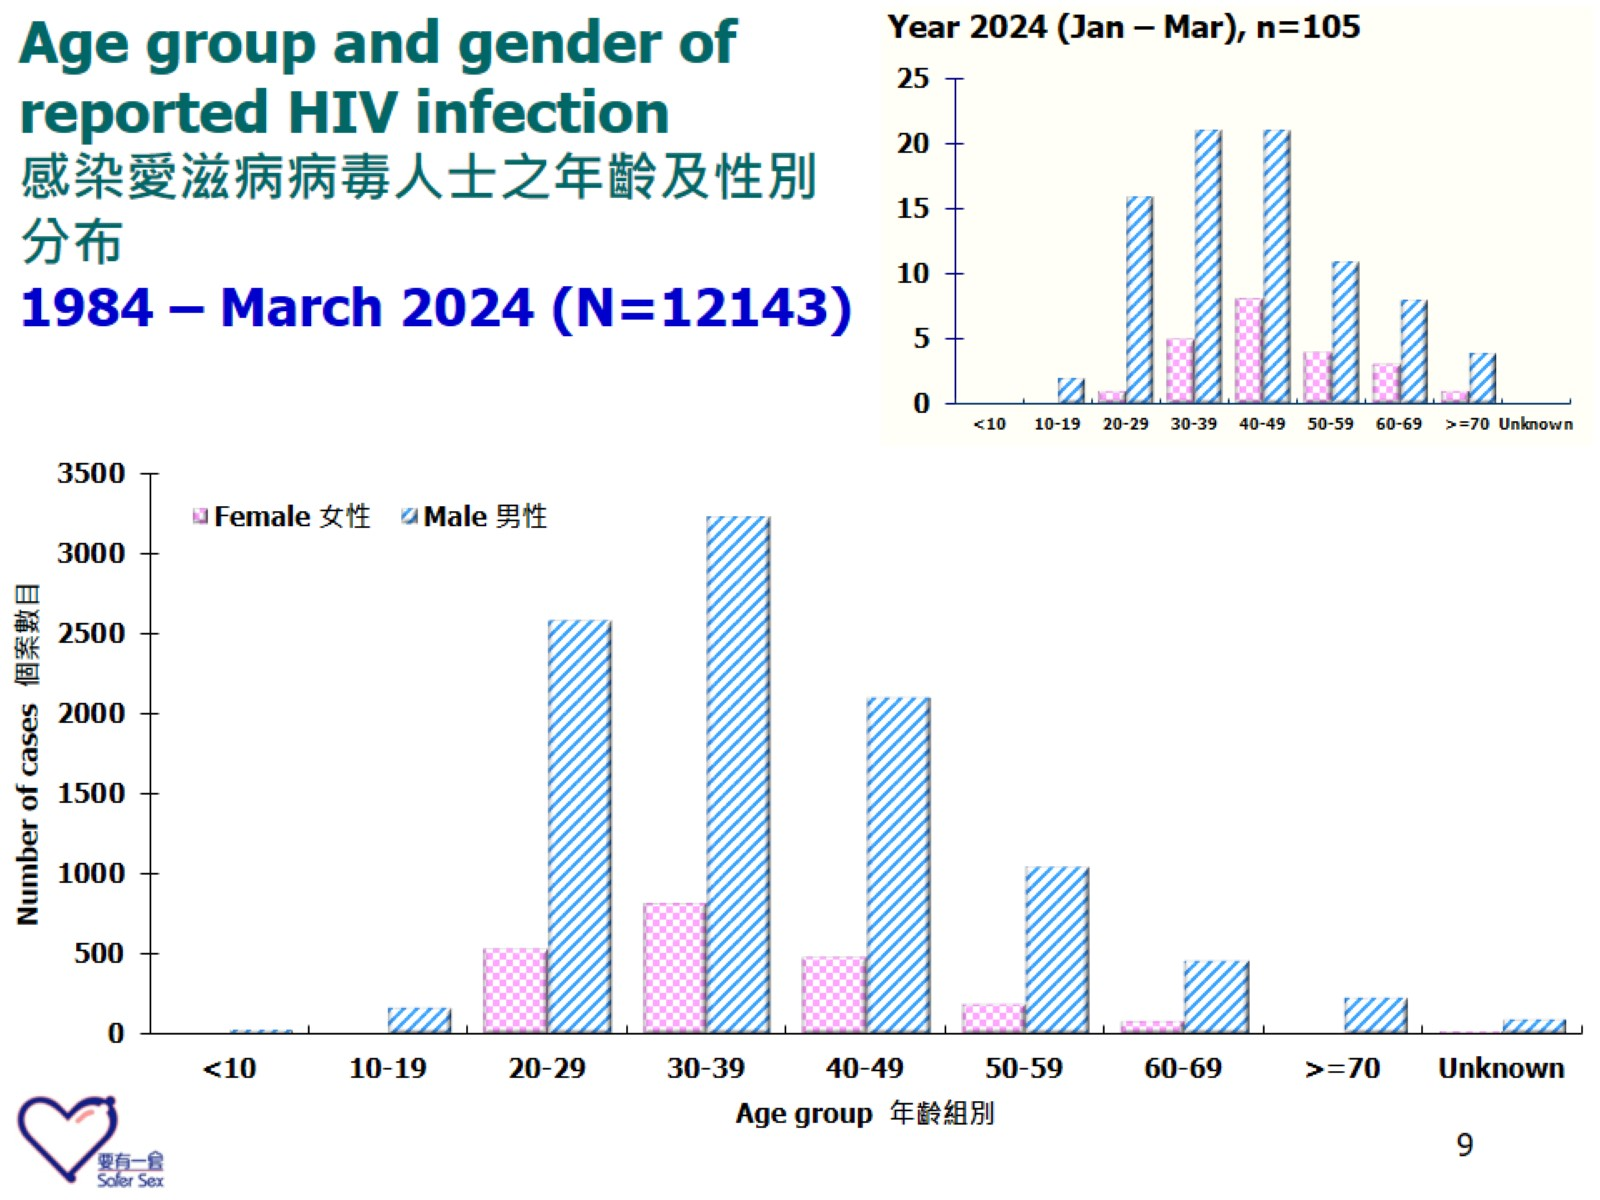 Age group and gender of
reported HIV infection
感染愛滋病病毒人士之年齡及性別
分布
1984 – March 2024 (N=12143)
Year 2024 (Jan – Mar), n=105
25
20
15
10
5
0
<10 10-19 20-29 30-39 40-49 50-59 60-69 >=70 Unknown
3500
3000
2500
2000
1500
1000
500
0
Female 女性 Male 男性
Number of cases 個案數目
<10 10-19 20-29 30-39 40-49 50-59 60-69 >=70 Unknown
Age group 年齡組別
要有一套
Safer Sex
9